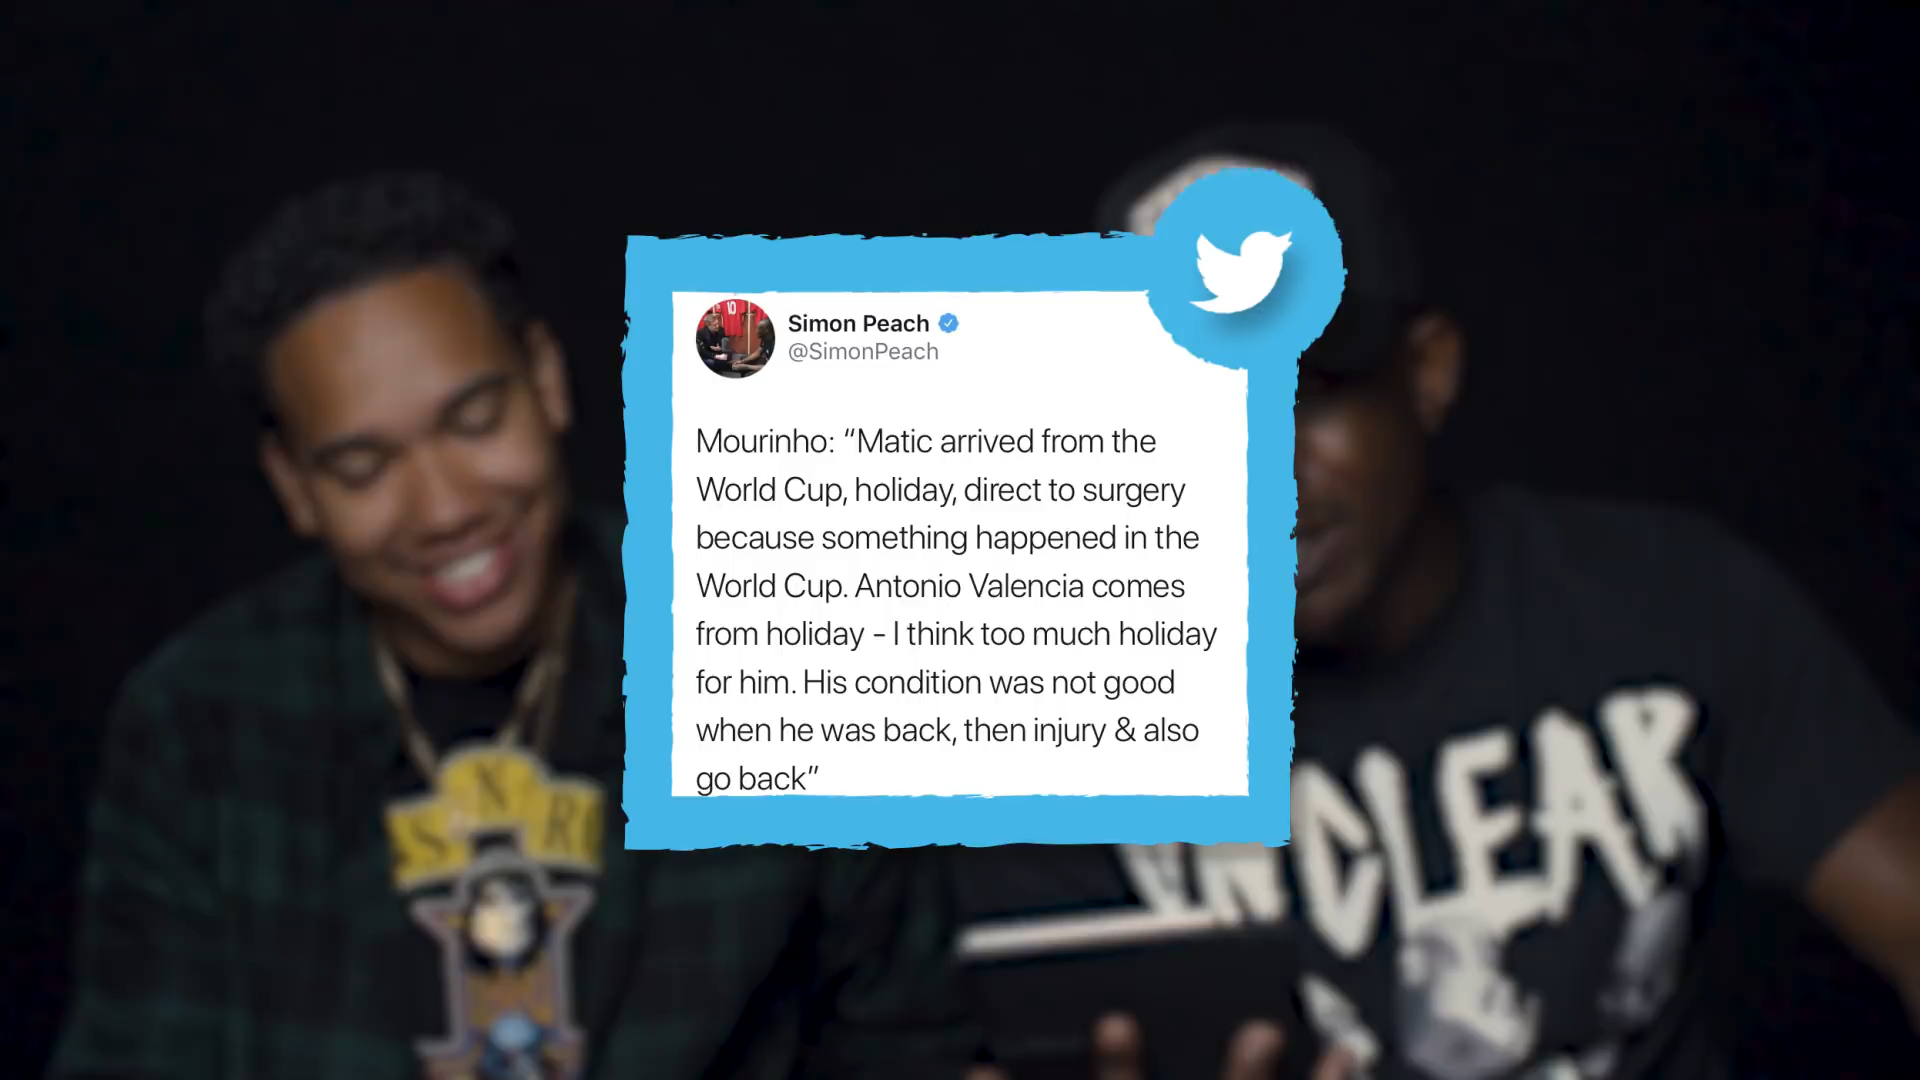 Simon Peach
@SimonPeach
Mourinho: “Matic arrived from the
World Cup, holiday, direct to surgery
because something happened in the
World Cup. Antonio Valencia comes
from holiday - I think too much holiday
for him. His condition was not good
when he was back, then injury & also
go back”
10